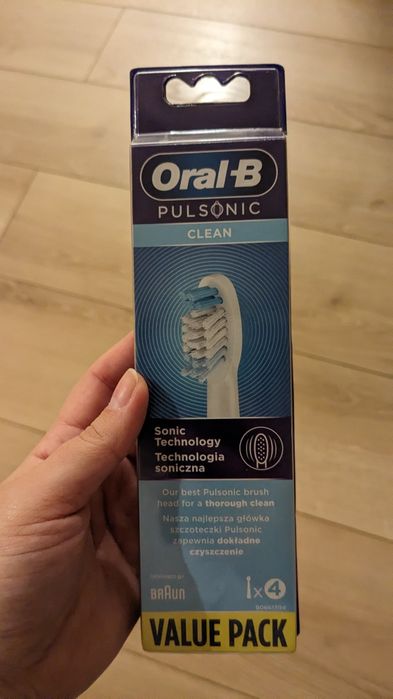 Oral-B
PULSONIC
CLEAN
Sonic
Technology
Technologia
soniczna
Our best Pulsonic brush
head for a thorough clean
Nasza najlepsza główka
szczoteczki Pulsonic
zapewnia dokładne
czyszczenie
BRAUN
x 4
VALUE PACK